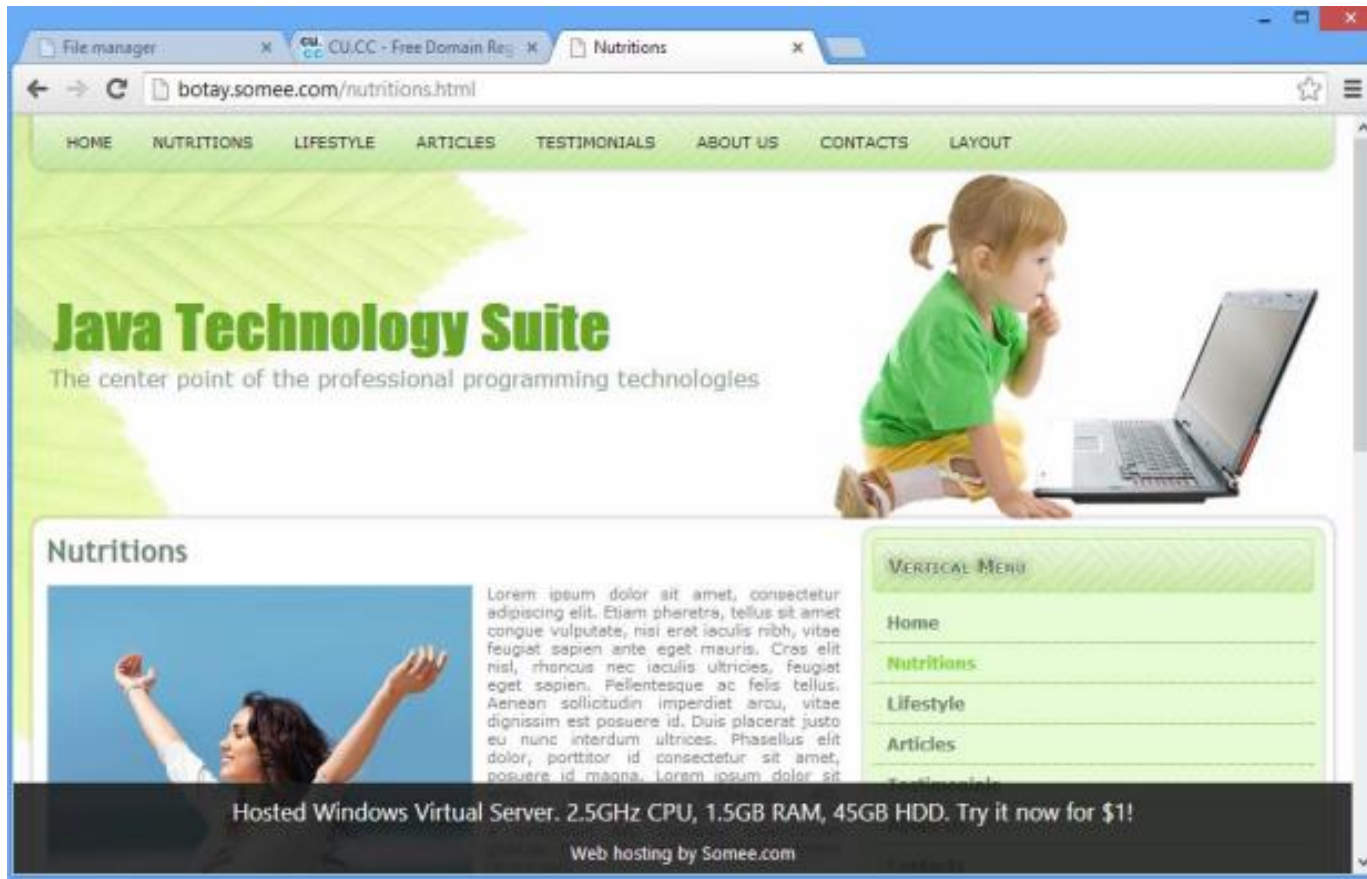 File manager
CU.CC - Free Domain Reg
Nutritions
botay.somee.com/nutritions.html
HOME NUTRITIONS LIFESTYLE ARTICLES TESTIMONIALS ABOUT US CONTACTS LAYOUT
Java Technology Suite
The center point of the professional programming technologies
Nutritions
Lorem ipsum dolor sit amet, consectetur
adipiscing elit. Etiam pharetra, tellus sit amet
congue vulputate, nisi erat iaculis nibh, vitae
feugiat sapien ante eget mauris. Cras elit
nisl, rhoncus nec iaculis ultricies, feugiat
eget sapien. Pellentesque ac felis tellus.
Aenean sollicitudin imperdiet arcu, vitae
dignissim est posuere id. Duis placerat justo
eu nunc interdum ultrices. Phasellus elit
dolor, porttitor id consectetur sit amet,
posuere id magna. Lorem ipsum dolor sit
Vertical Menu
Home
Nutritions
Lifestyle
Articles
Testimonials
Hosted Windows Virtual Server. 2.5GHz CPU, 1.5GB RAM, 45GB HDD. Try it now for $1!
Web hosting by Somee.com